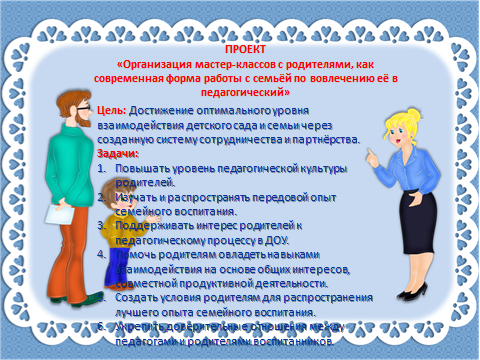 ПРОЕКТ
«Организация мастер-классов с родителями, как
современная форма работы с семьёй по вовлечению её в
педагогический»
Цель: Достижение оптимального уровня
взаимодействия детского сада и семьи через
созданную систему сотрудничества и партнёрства.
Задачи:
1. Повышать уровень педагогической культуры
родителей.
2. Изучать и распространять передовой опыт
семейного воспитания.
3. Поддерживать интерес родителей к
педагогическому процессу в ДОУ.
4. Помочь родителям овладеть навыками
взаимодействия на основе общих интересов,
совместной продуктивной деятельности.
5. Создать условия родителям для распространения
лучшего опыта семейного воспитания.
6. Укрепить доверительные отношения между
педагогами и родителями воспитанников.